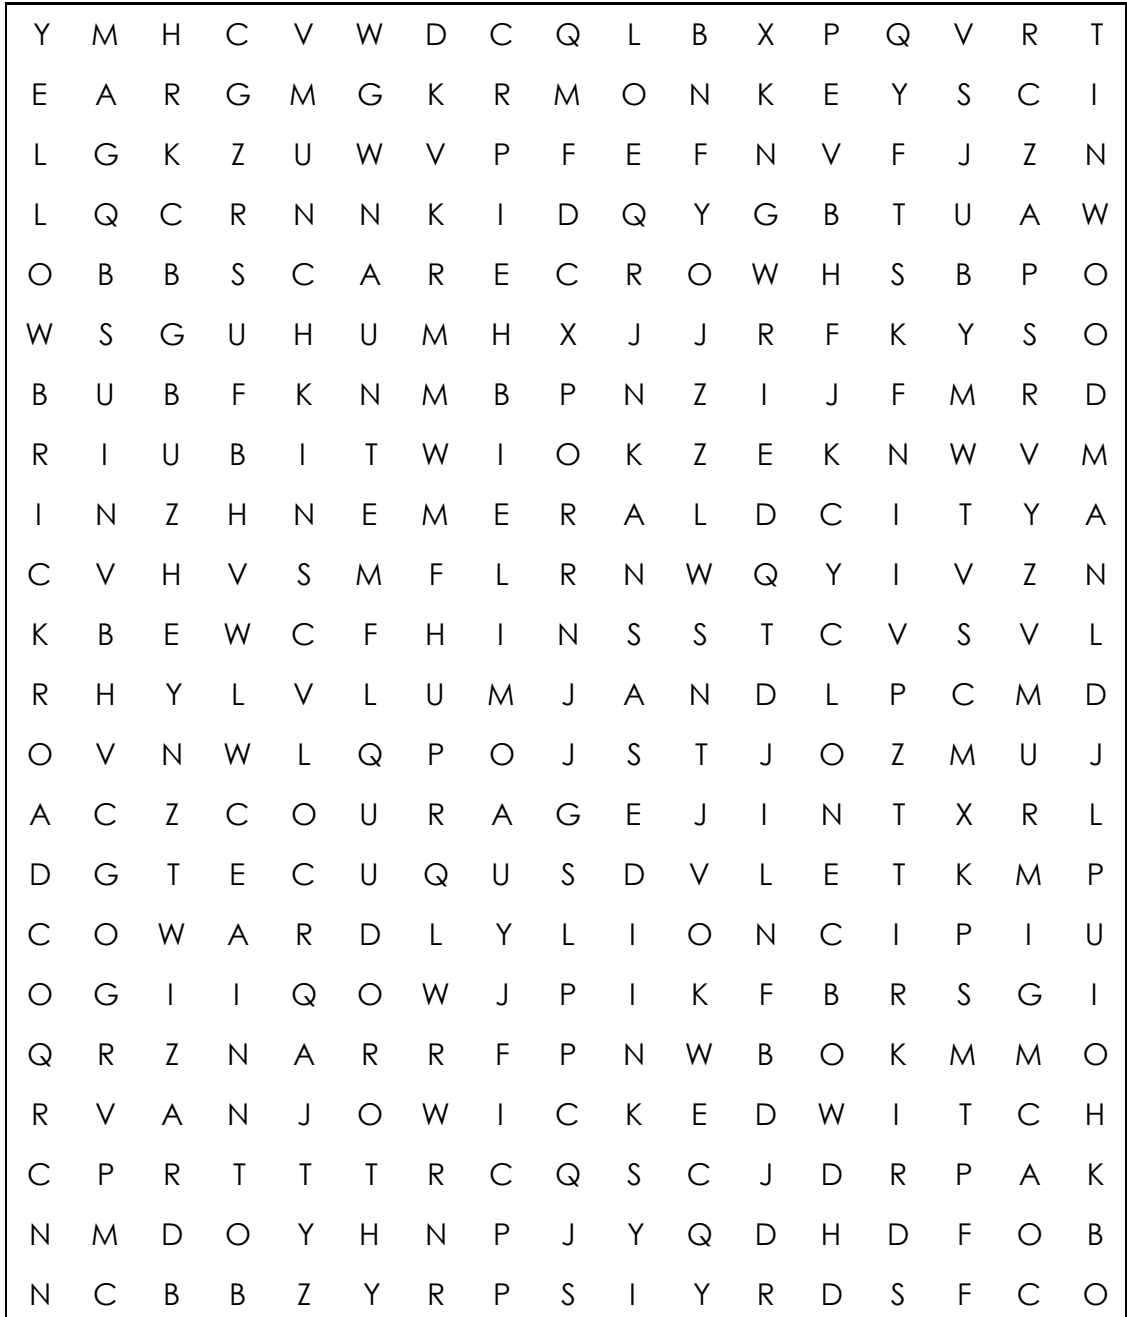 Y M H C V W D C Q L B X P Q V R T
E A R G M G K R M O N K E Y S C I
L G K Z U W V P F E F N V F J Z N
L Q C R N N K I D Q Y G B T U A W
O B B S C A R E C R O W H S B P O
W S G U H U M H X J J R F K Y S O
B U B F K N M B P N Z I J F M R D
R I U B I T W I O K Z E K N W V M
I N Z H N E M E R A L D C I T Y A
C V H V S M F L R N W Q Y I V Z N
K B E W C F H I N S S T C V S V L
R H Y L V L U M J A N D L P C M D
O V N W L Q P O J S T J O Z M U J
A C Z C O U R A G E J I N T X R L
D G T E C U Q U S D V L E T K M P
C O W A R D L Y L I O N C I P I U
O G I I Q O W J P I K F B R S G I
Q R Z N A R R F P N W B O K M M O
R V A N J O W I C K E D W I T C H
C P R T T T R C Q S C J D R P A K
N M D O Y H N P J Y Q D H D F O B
N C B B Z Y R P S I Y R D S F C O